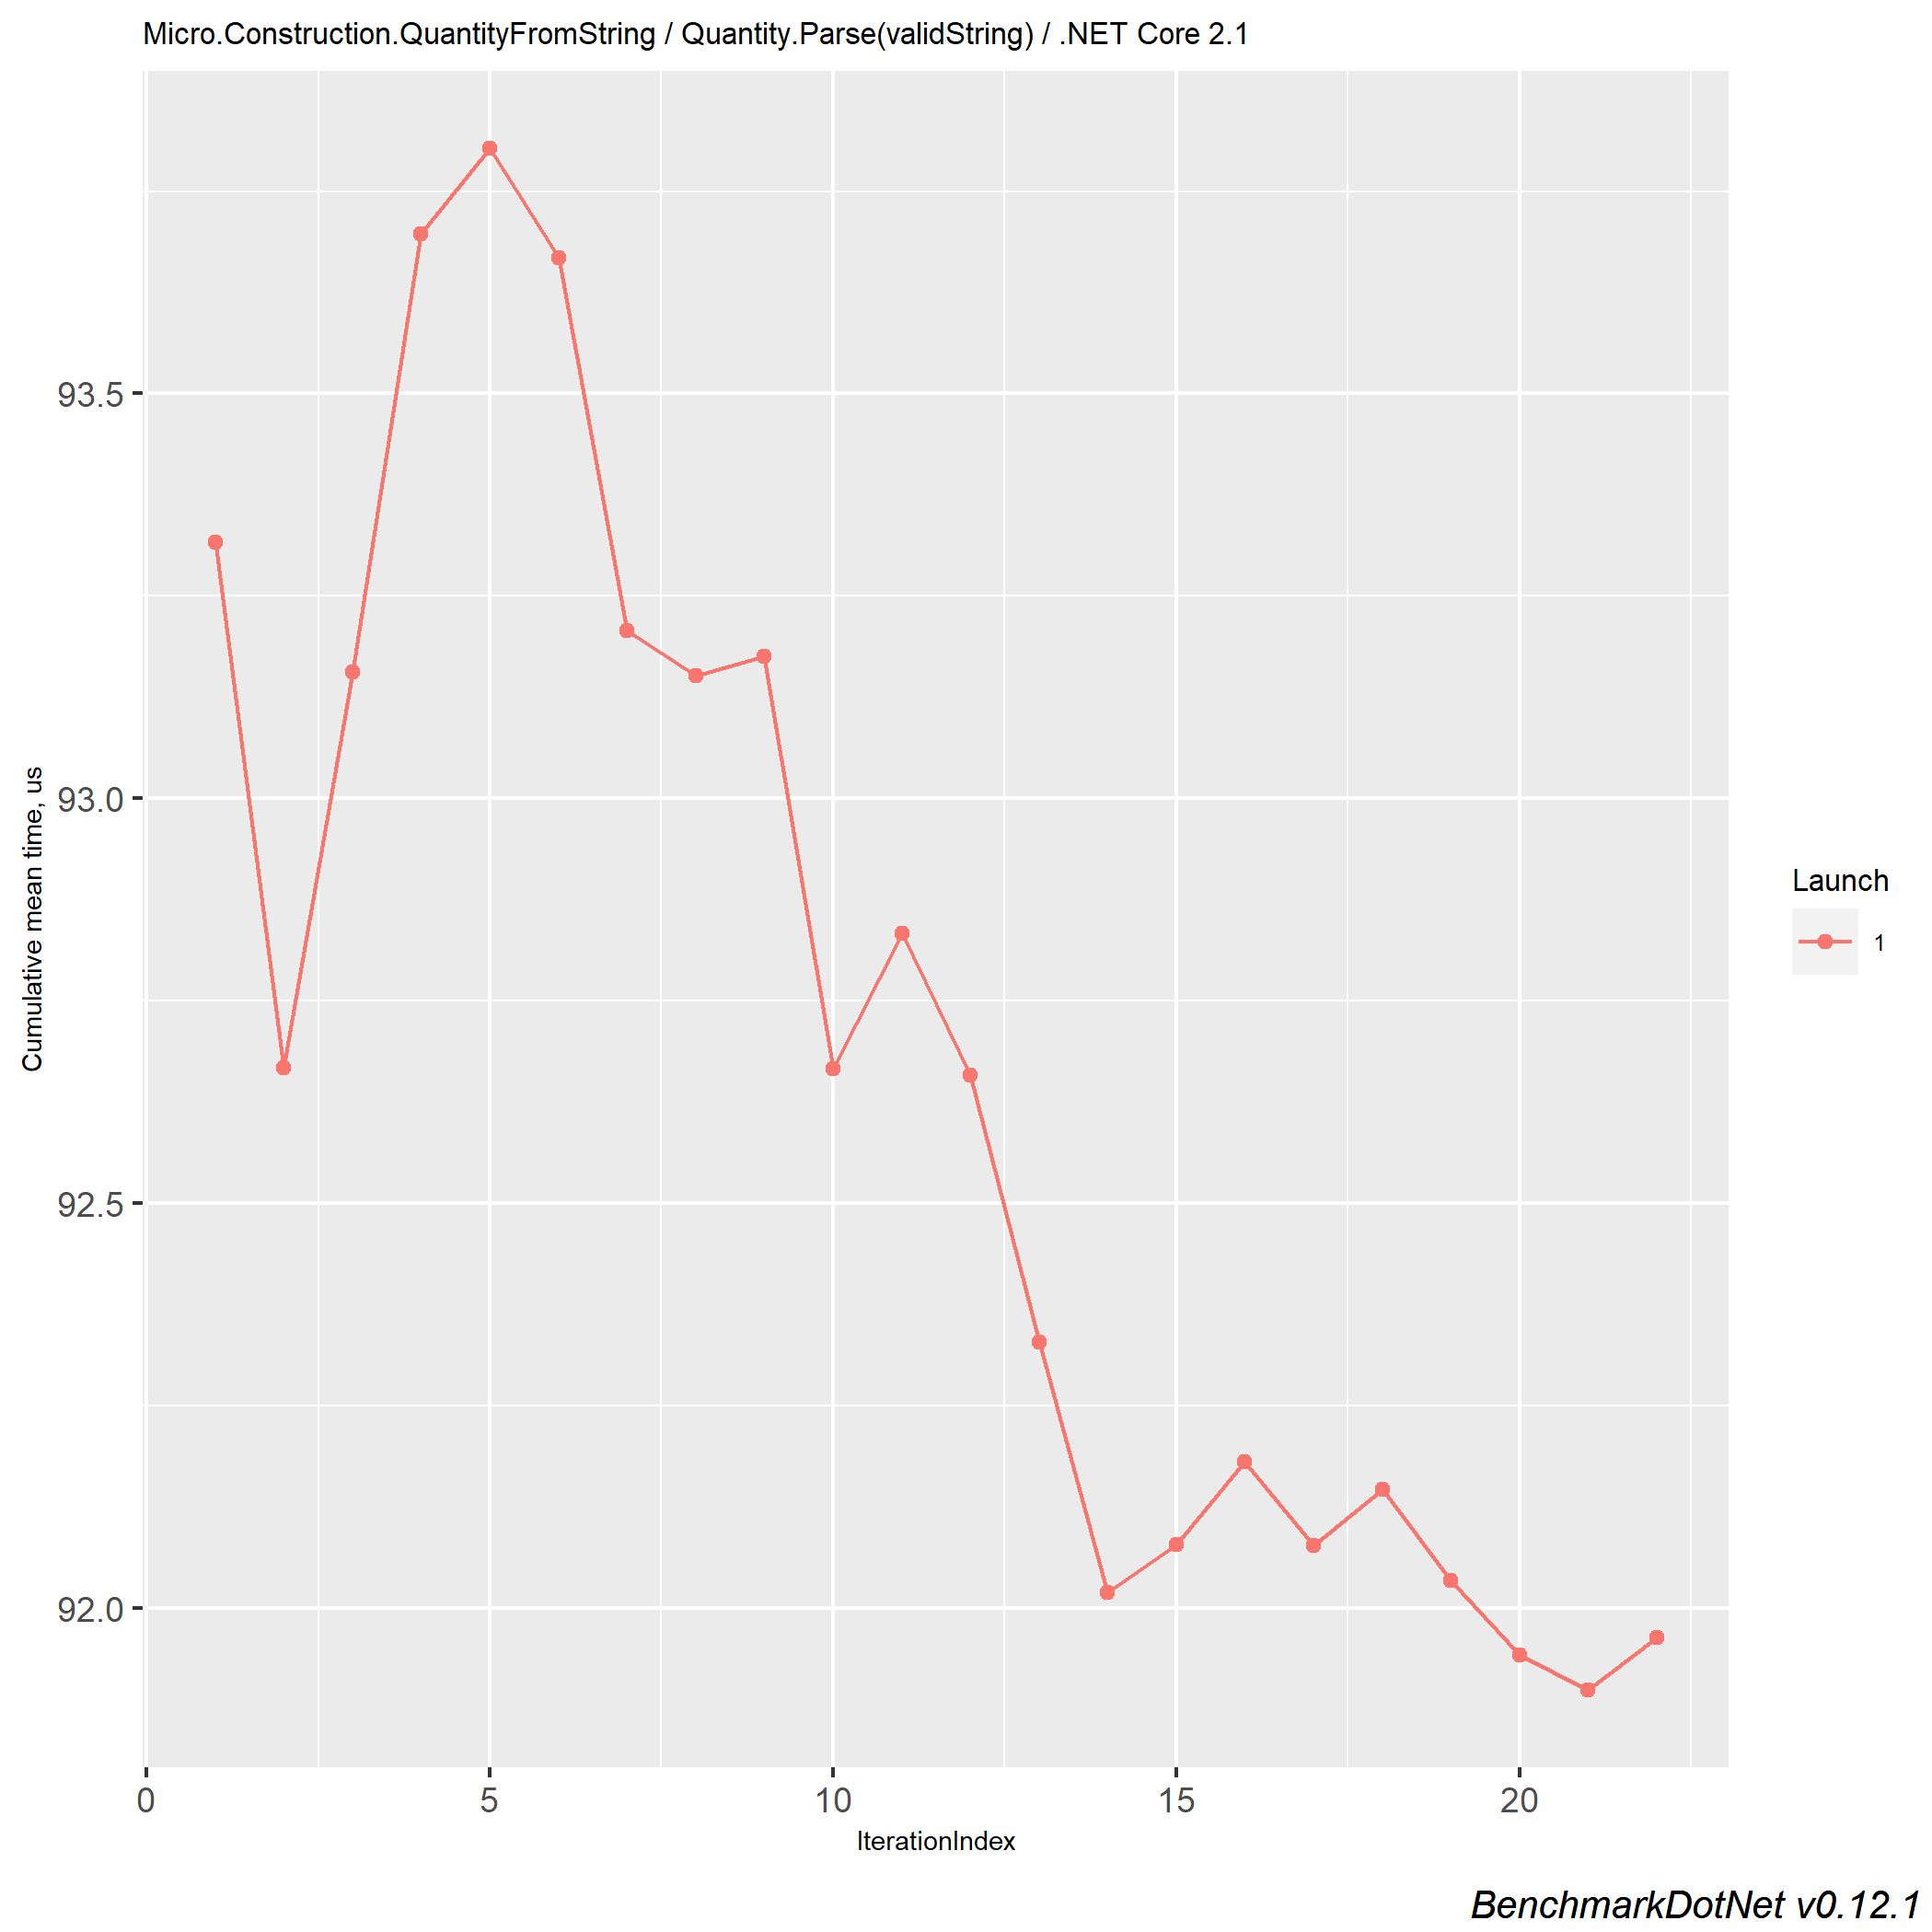 Micro.Construction.QuantityFromString / Quantity.Parse(validString) / .NET Core 2.1
Cumulative mean time, us
93.5
93.0
92.5
92.0
0 5 10 15 20
IterationIndex
Launch
1
BenchmarkDotNet v0.12.1